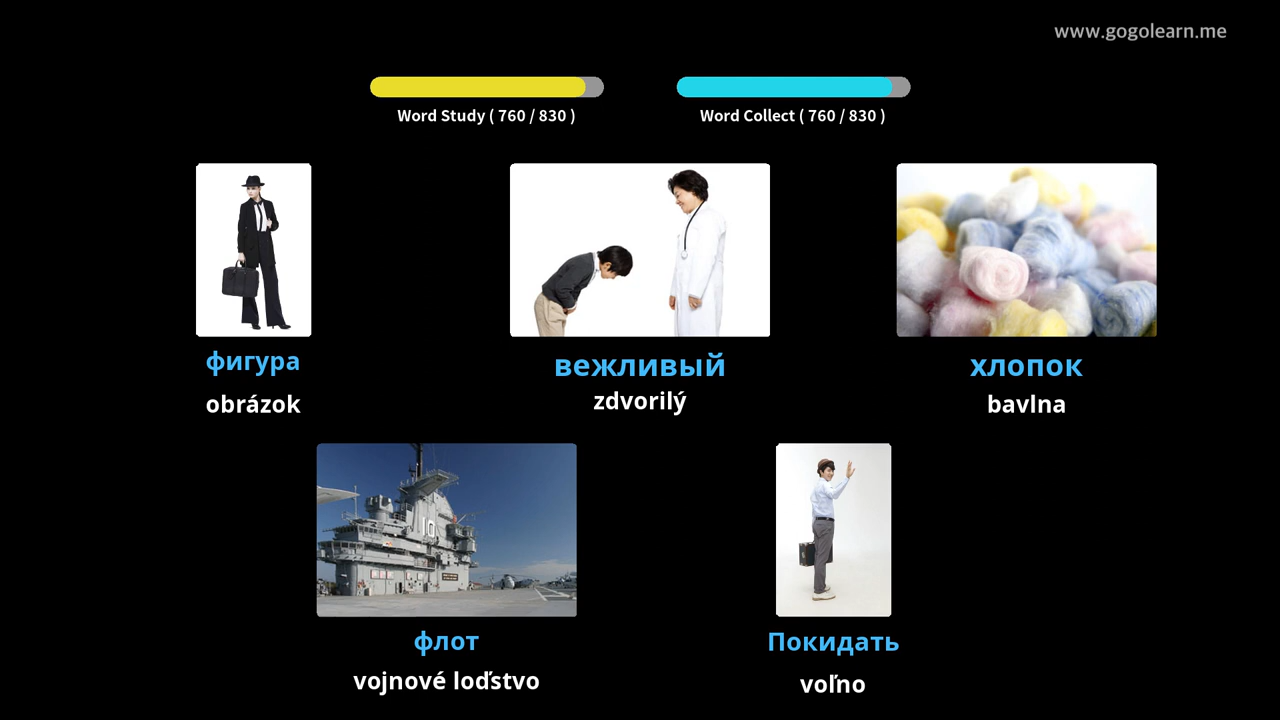 www.gogolearn.me
Word Study ( 760 / 830 )
Word Collect ( 760 / 830 )
фигура
obrázok
вежливый
zdvorilý
хлопок
bavlna
10
флот
vojnové loďstvo
Покидать
voľno